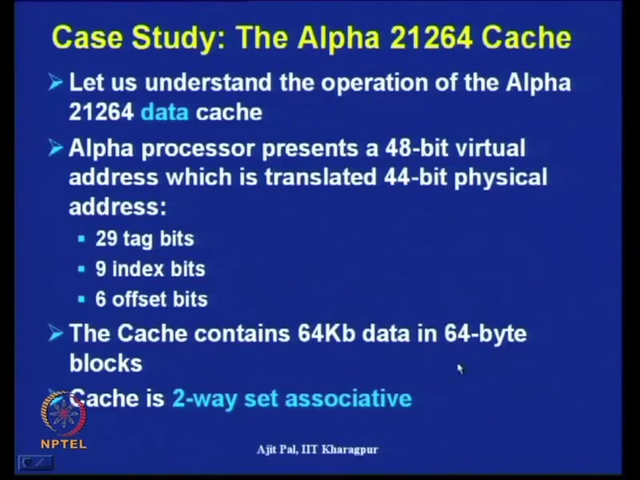 Case Study: The Alpha 21264 Cache
Let us understand the operation of the Alpha
21264 data cache
Alpha processor presents a 48-bit virtual
address which is translated 44-bit physical
address:
29 tag bits
9 index bits
6 offset bits
The Cache contains 64Kb data in 64-byte
blocks
Cache is 2-way set associative
NPTEL
Ajit Pal, IIT Kharagpur